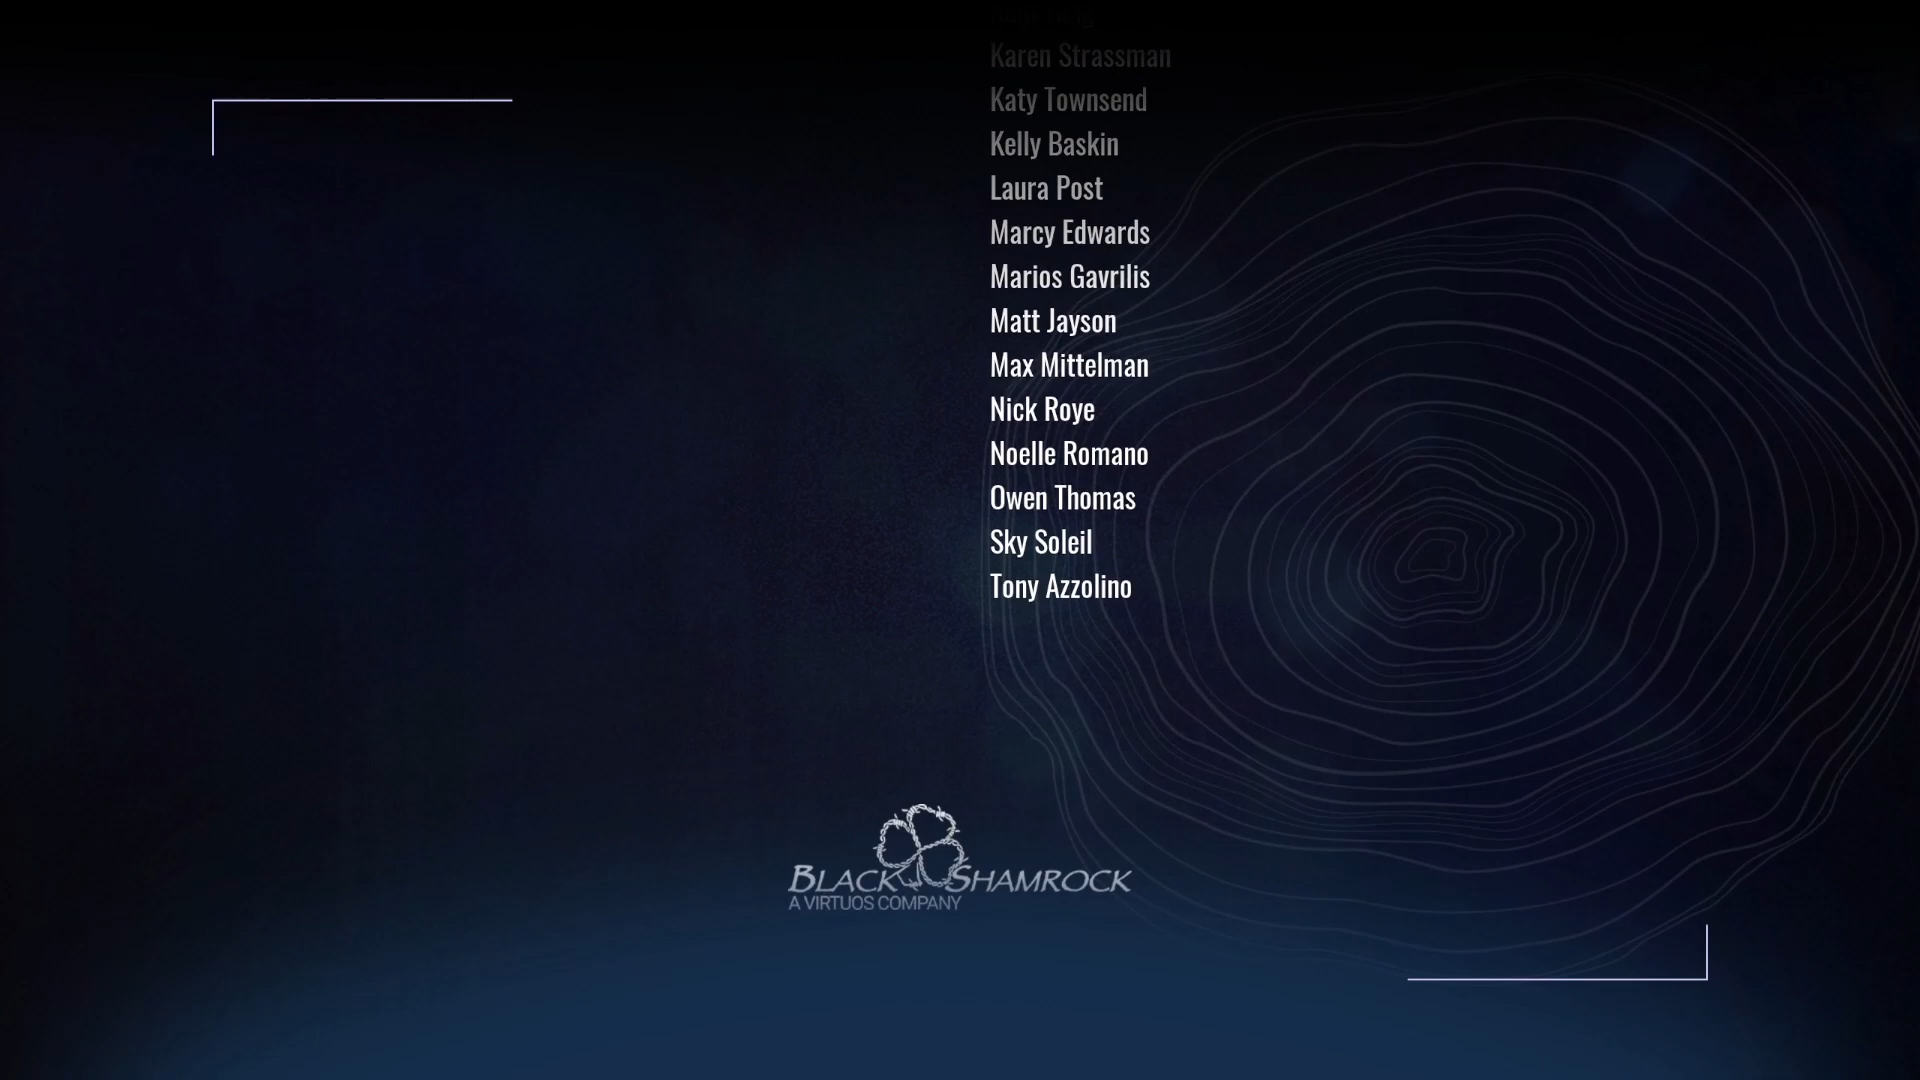 Karen Strassman
Katy Townsend
Kelly Baskin
Laura Post
Marcy Edwards
Marios Gavrilis
Matt Jayson
Max Mittelman
Nick Roye
Noelle Romano
Owen Thomas
Sky Soleil
Tony Azzolino
BLACK SHAMROCK
A VIRTUOS COMPANY